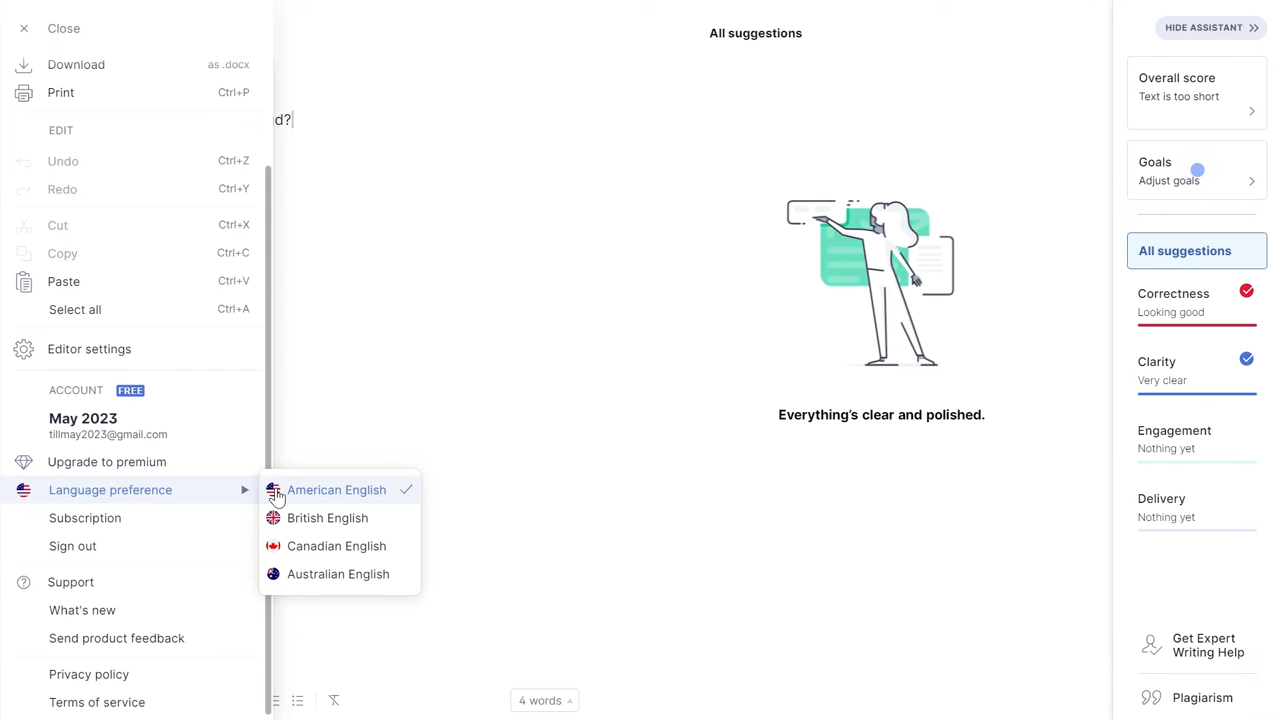 Close
Download as .docx
Print Ctrl+P
EDIT
Undo Ctrl+Z
Redo Ctrl+Y
Cut Ctrl+X
Copy Ctrl+C
Paste Ctrl+V
Select all Ctrl+A
Editor settings
ACCOUNT FREE
May 2023
tillmay2023@gmail.com
Upgrade to premium
Language preference
Subscription
Sign out
Support
What's new
Send product feedback
Privacy policy
Terms of service
American English
British English
Canadian English
Australian English
d?
4 words
All suggestions
Everything's clear and polished.
HIDE ASSISTANT
Overall score
Text is too short
Goals
Adjust goals
All suggestions
Correctness
Looking good
Clarity
Very clear
Engagement
Nothing yet
Delivery
Nothing yet
Get Expert
Writing Help
Plagiarism